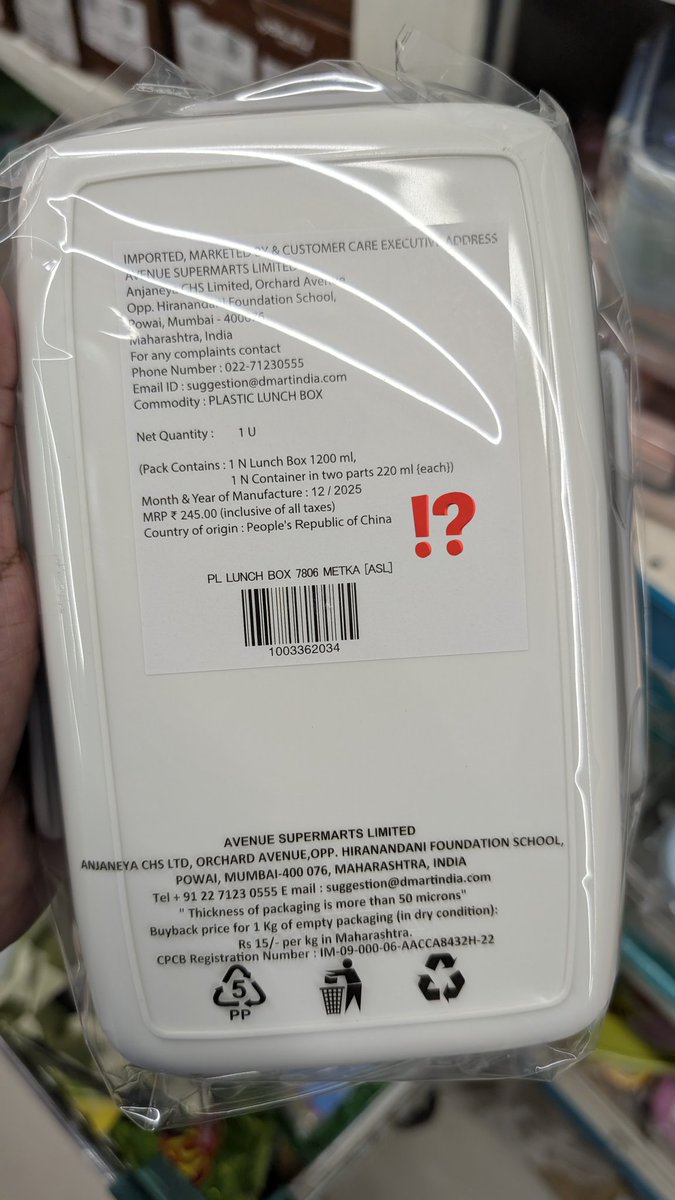 IMPORTED, MARKETED BY & CUSTOMER CARE EXECUTIVE ADDRESS
AVENUE SUPERMARTS LIMITED
Anjaneya CHS Limited, Orchard Avenue,
Opp. Hiranandani Foundation School,
Powai, Mumbai - 400076
Maharashtra, India
For any complaints contact
Phone Number : 022-71230555
Email ID : suggestion@dmartindia.com
Commodity : PLASTIC LUNCH BOX
Net Quantity : 1 U
(Pack Contains : 1 N Lunch Box 1200 ml,
1 N Container in two parts 220 ml {each})
Month & Year of Manufacture : 12 / 2025
MRP ₹ 245.00 (inclusive of all taxes)
Country of origin : People's Republic of China
⁉️
PL LUNCH BOX 7806 METKA [ASL]
1003362034
AVENUE SUPERMARTS LIMITED
ANJANEYA CHS LTD, ORCHARD AVENUE,OPP. HIRANANDANI FOUNDATION SCHOOL,
POWAI, MUMBAI-400 076, MAHARASHTRA, INDIA
Tel + 91 22 7123 0555 E mail : suggestion@dmartindia.com
" Thickness of packaging is more than 50 microns"
Buyback price for 1 Kg of empty packaging (in dry condition):
Rs 15/- per kg in Maharashtra.
CPCB Registration Number : IM-09-000-06-AACCA8432H-22
5
PP